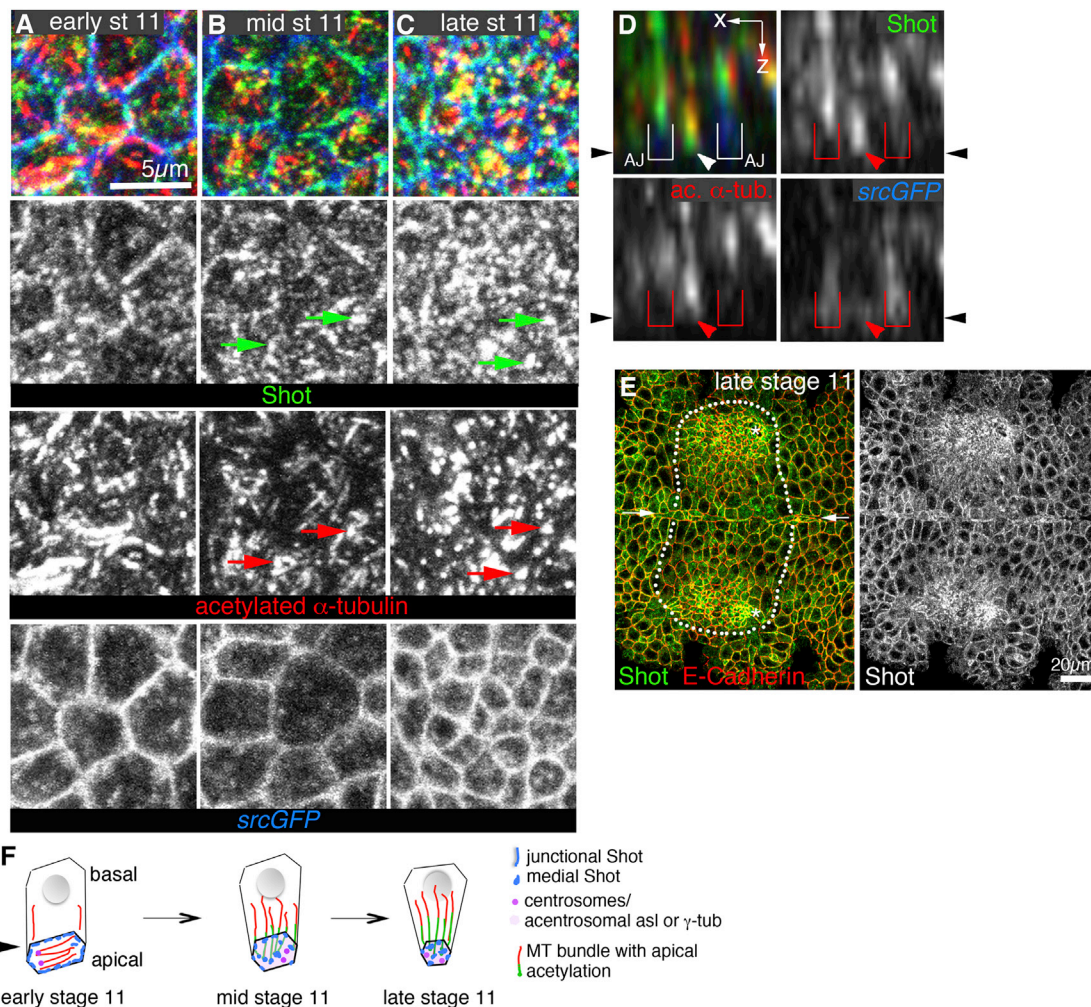 A early st 11
B mid st 11
C late st 11
5µm
Shot
acetylated α-tubulin
srcGFP
D
X
Z
AJ
AJ
Shot
ac. α-tub.
srcGFP
E
late stage 11
*
*
Shot E-Cadherin
Shot
20µm
F
basal
apical
early stage 11
mid stage 11
late stage 11
junctional Shot
medial Shot
centrosomes/
acentrosomal asl or γ-tub
MT bundle with apical
acetylation